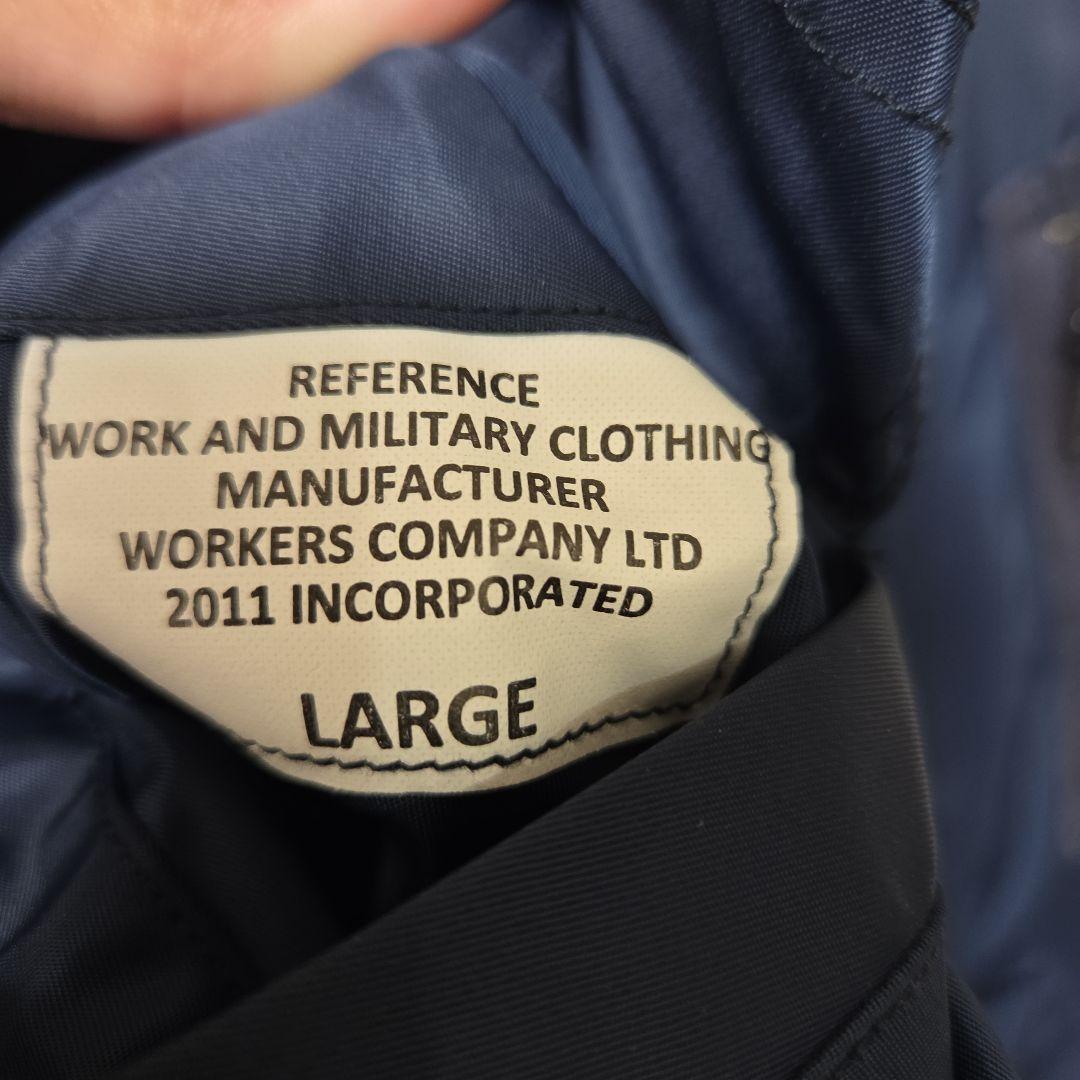 REFERENCE
WORK AND MILITARY CLOTHING
MANUFACTURER
WORKERS COMPANY LTD
2011 INCORPORATED
LARGE